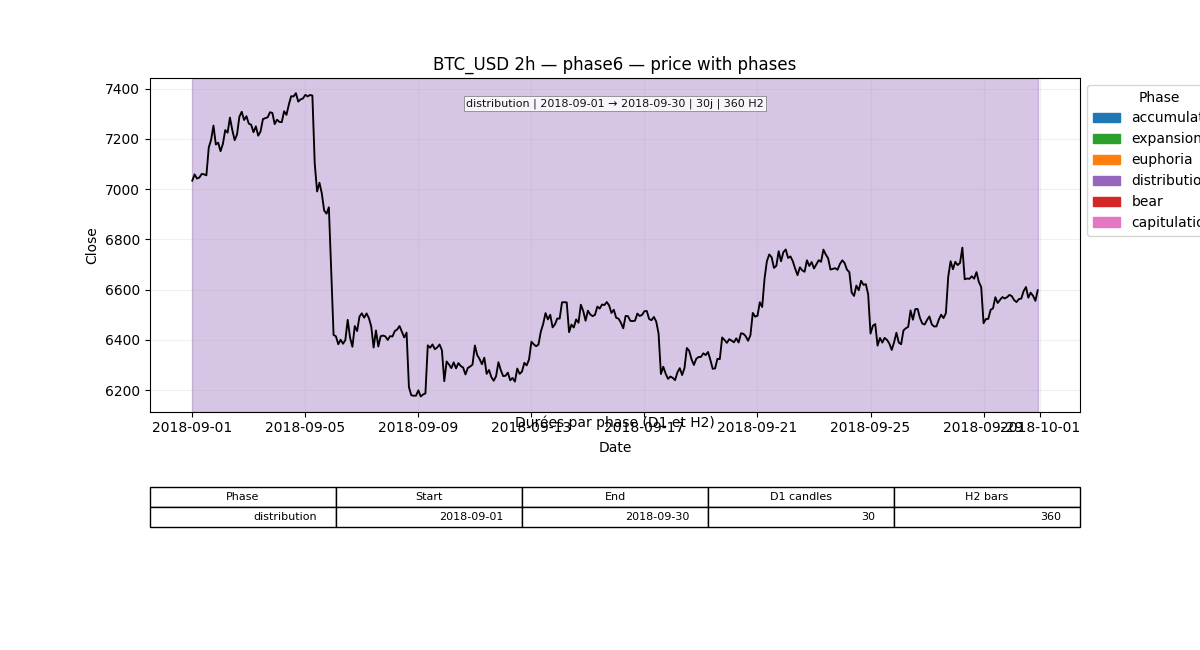 BTC_USD 2h — phase6 — price with phases
distribution | 2018-09-01 → 2018-09-30 | 30j | 360 H2
Phase
accumulat
expansion
euphoria
distributio
bear
capitulatio
Close
7400
7200
7000
6800
6600
6400
6200
Durées par phase (D1 et H2)
2018-09-01 2018-09-05 2018-09-09 2018-09-13 2018-09-17 2018-09-21 2018-09-25 2018-09-29 2018-10-01
Date
Phase Start End D1 candles H2 bars
distribution 2018-09-01 2018-09-30 30 360